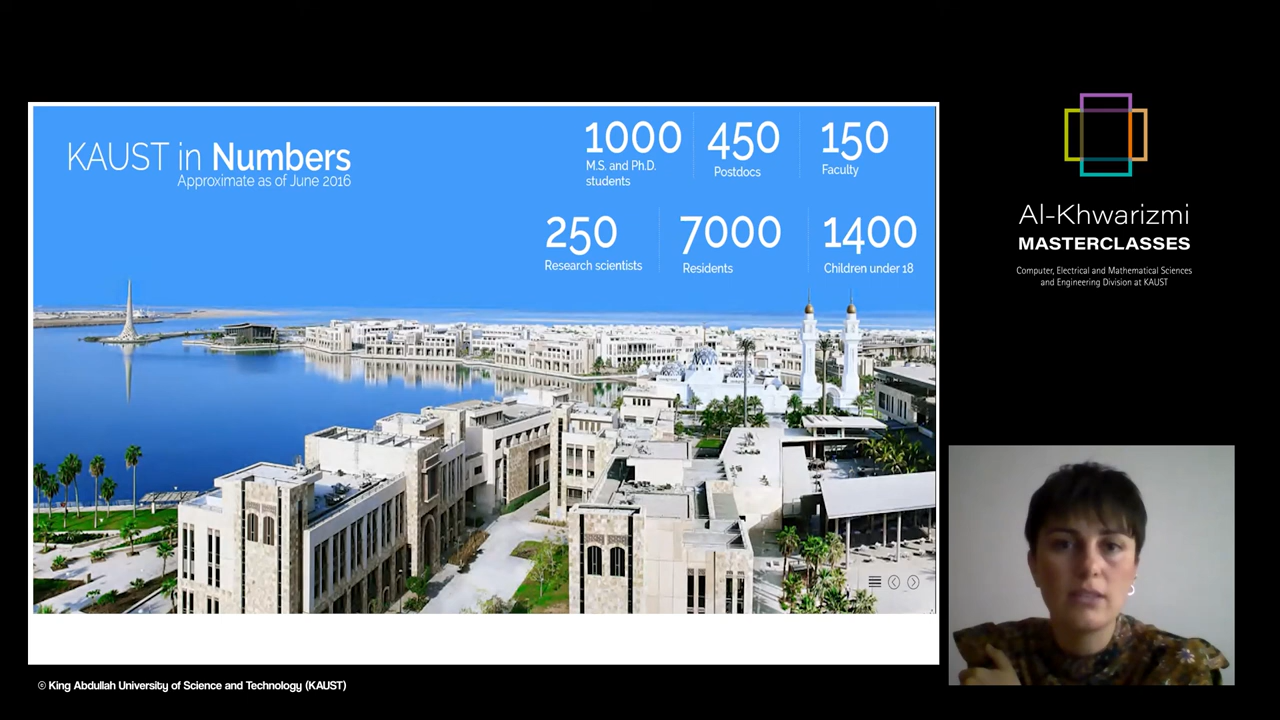 KAUST in Numbers
Approximate as of June 2016
1000
M.S. and Ph.D.
students
450
Postdocs
150
Faculty
250
Research scientists
7000
Residents
1400
Children under 18
Al-Khwarizmi
MASTERCLASSES
Computer, Electrical and Mathematical Sciences
and Engineering Division at KAUST
© King Abdullah University of Science and Technology (KAUST)